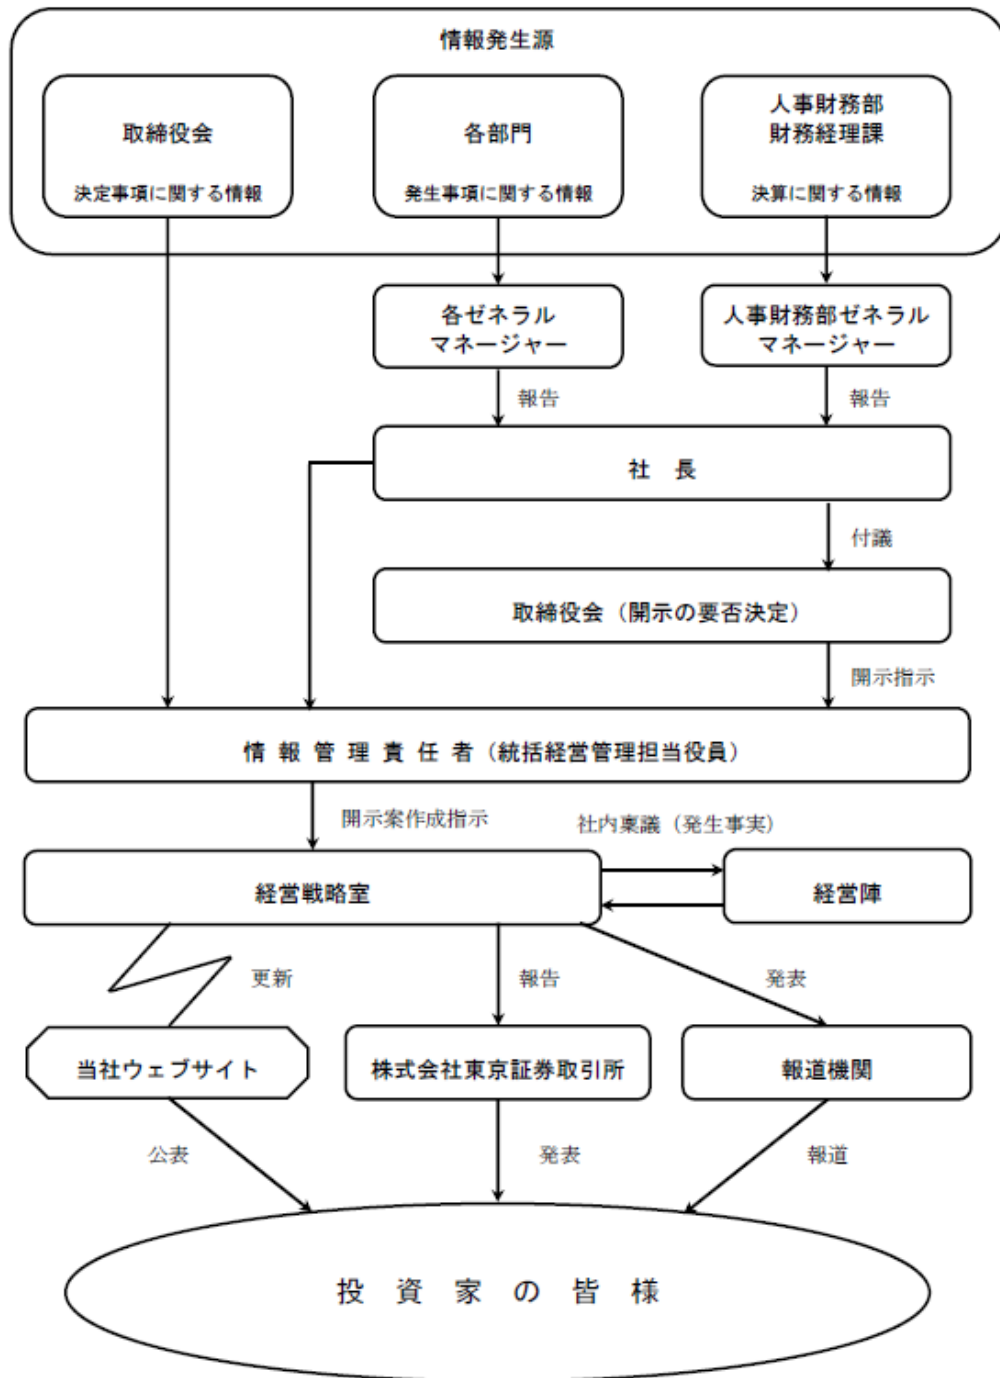 情報発生源
取締役会
決定事項に関する情報
各部門
発生事項に関する情報
人事財務部
財務経理課
決算に関する情報
各ゼネラル
マネージャー
人事財務部ゼネラル
マネージャー
報告
報告
社 長
付議
取締役会（開示の要否決定）
開示指示
情 報 管 理 責 任 者（統括経営管理担当役員）
開示案作成指示
社内稟議（発生事実）
経営戦略室
経営陣
更新
報告
発表
当社ウェブサイト
株式会社東京証券取引所
報道機関
公表
発表
報道
投 資 家 の 皆 様